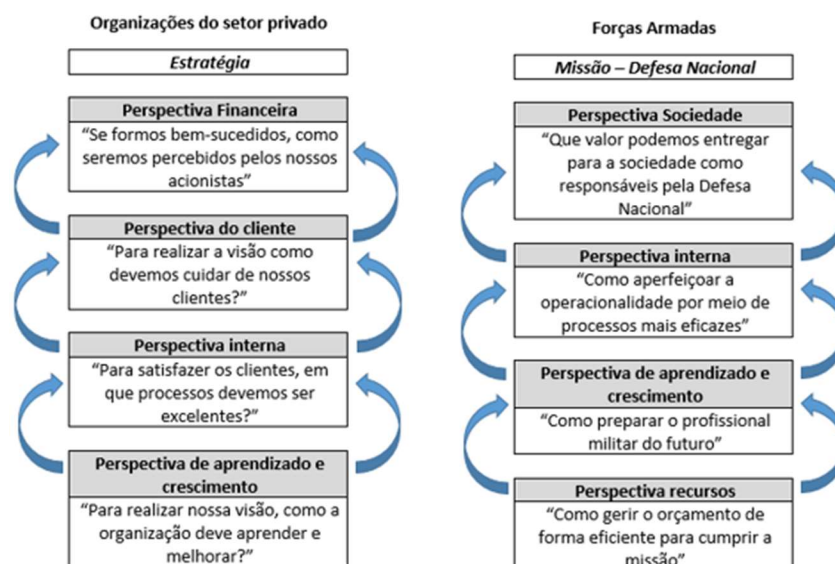 Organizações do setor privado
Estratégia
Perspectiva Financeira
“Se formos bem-sucedidos, como
seremos percebidos pelos nossos
acionistas”
Perspectiva do cliente
“Para realizar a visão como
devemos cuidar de nossos
clientes?”
Perspectiva interna
“Para satisfazer os clientes, em
que processos devemos ser
excelentes?”
Perspectiva de aprendizado e
crescimento
“Para realizar nossa visão, como a
organização deve aprender e
melhorar?”
Forças Armadas
Missão – Defesa Nacional
Perspectiva Sociedade
“Que valor podemos entregar
para a sociedade como
responsáveis pela Defesa
Nacional”
Perspectiva interna
“Como aperfeiçoar a
operacionalidade por meio de
processos mais eficazes”
Perspectiva de aprendizado e
crescimento
“Como preparar o profissional
militar do futuro”
Perspectiva recursos
“Como gerir o orçamento de
forma eficiente para cumprir a
missão”